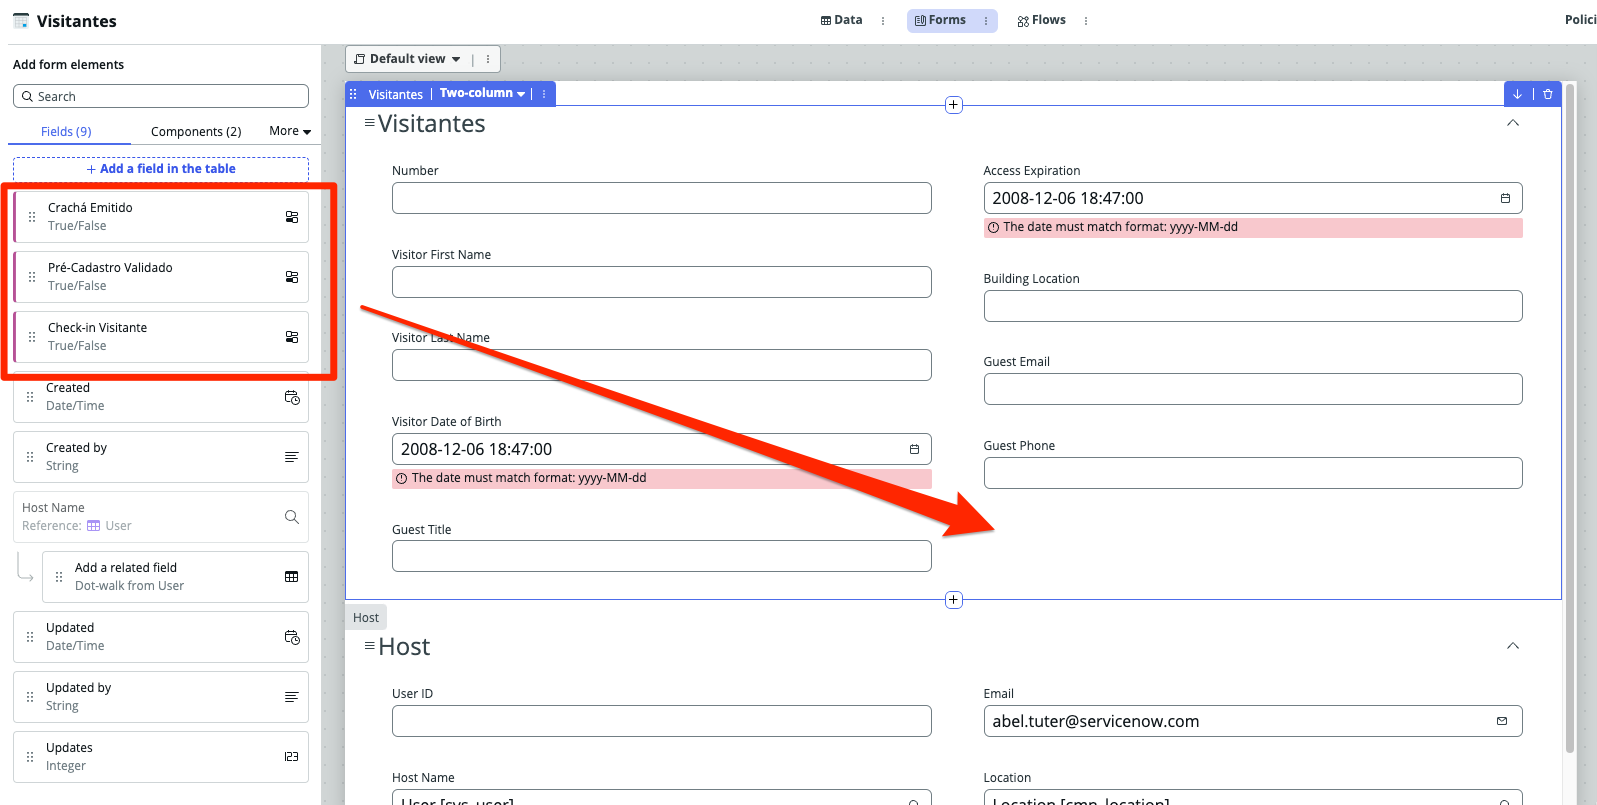 Visitantes
Data
Forms
Flows
Polici
Add form elements
Default view
Search
Visitantes
Two-column
Fields (9)
Components (2)
More
Visitantes
+ Add a field in the table
Number
Access Expiration
2008-12-06 18:47:00
The date must match format: yyyy-MM-dd
Crachá Emitido
True/False
Visitor First Name
Building Location
Pré-Cadastro Validado
True/False
Check-in Visitante
True/False
Visitor Last Name
Guest Email
Created
Date/Time
Visitor Date of Birth
2008-12-06 18:47:00
The date must match format: yyyy-MM-dd
Guest Phone
Created by
String
Host Name
Reference: User
Guest Title
Add a related field
Dot-walk from User
Host
Host
Updated
Date/Time
User ID
Email
abel.tuter@servicenow.com
Updated by
String
Updates
Integer
123
Host Name
User [sys_user]
Location
Location [cmn_location]